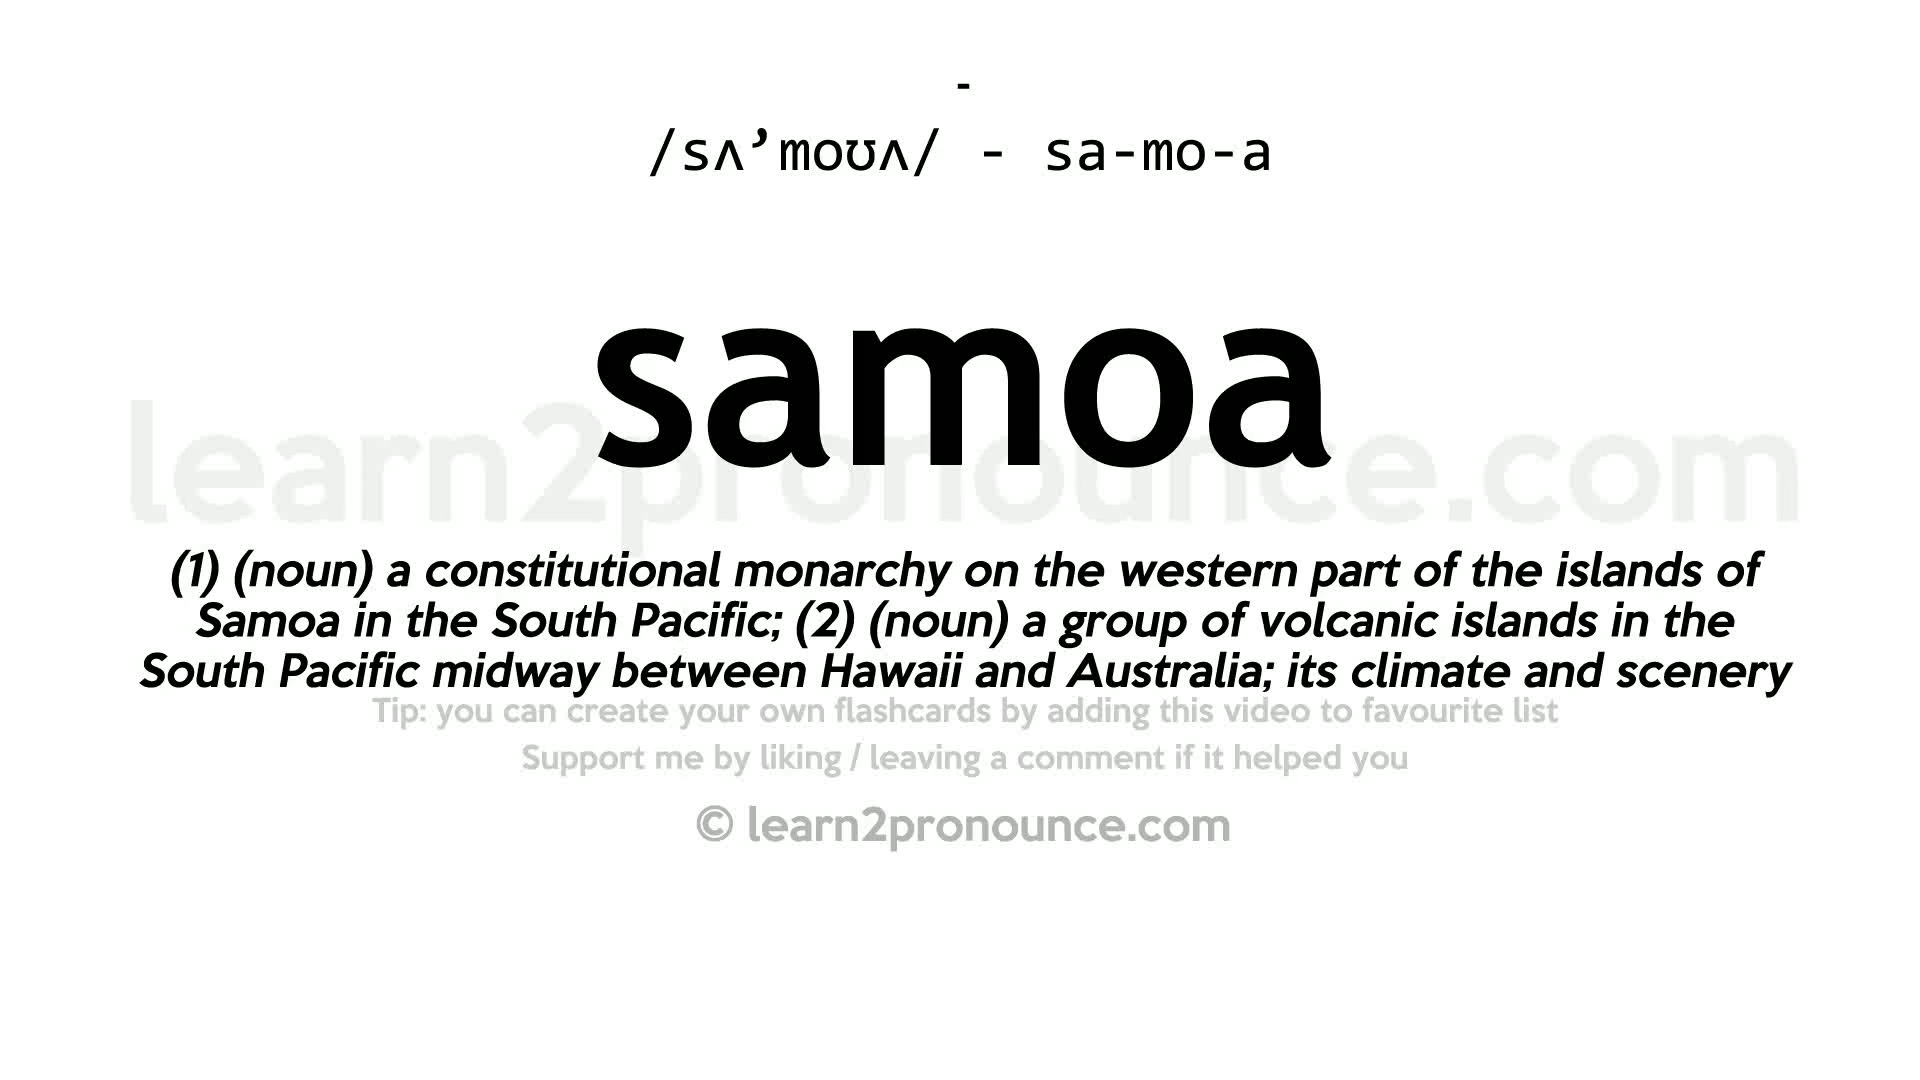 -
/sʌ’moʊʌ/ - sa-mo-a
samoa
learn2pronounce.com
(1) (noun) a constitutional monarchy on the western part of the islands of
Samoa in the South Pacific; (2) (noun) a group of volcanic islands in the
South Pacific midway between Hawaii and Australia; its climate and scenery
Tip: you can create your own flashcards by adding this video to favourite list
Support me by liking / leaving a comment if it helped you
© learn2pronounce.com